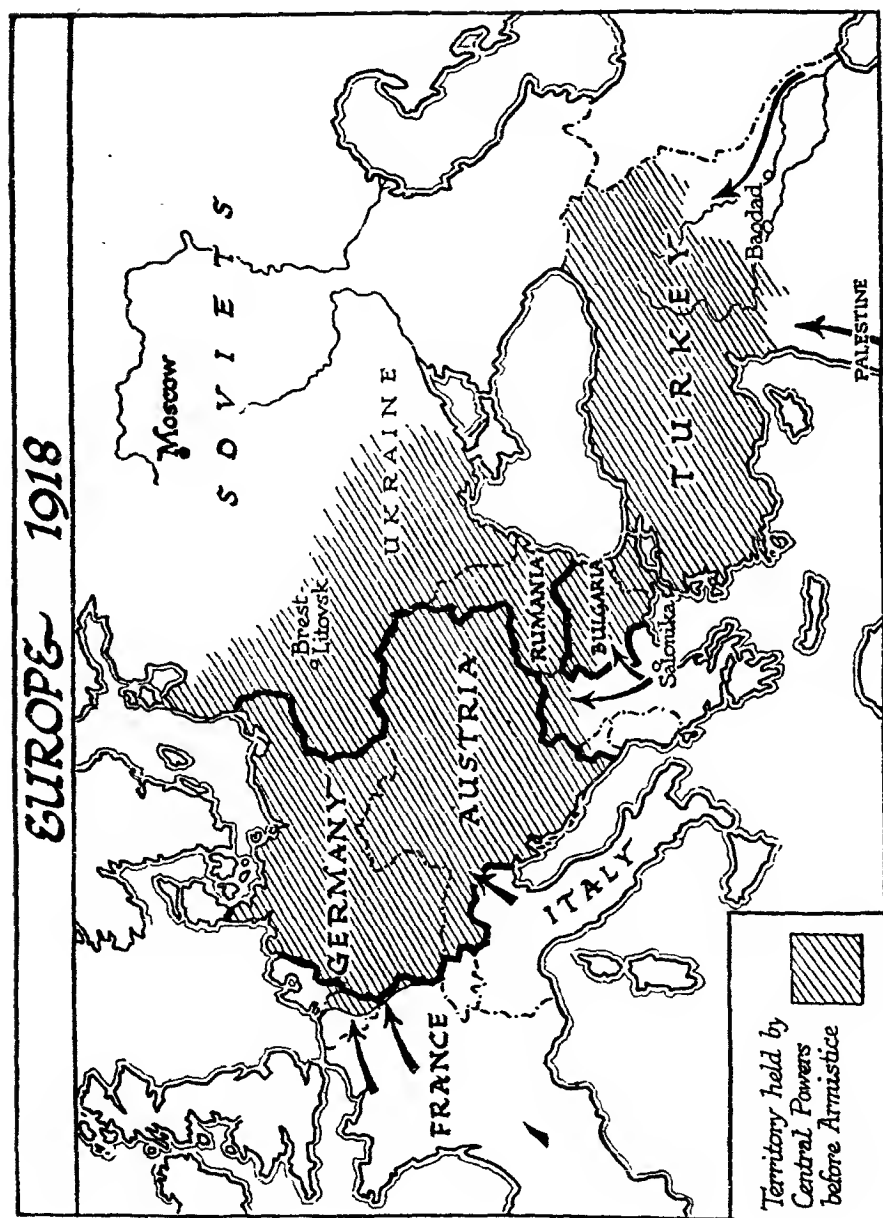 EUROPE 1918
SOVIETS
Moscow
UKRAINE
Brest
Litovsk
GERMANY
AUSTRIA
RUMANIA
BULGARIA
Salonika
TURKEY
Bagdad
PALESTINE
FRANCE
ITALY
Territory held by
Central Powers
before Armistice